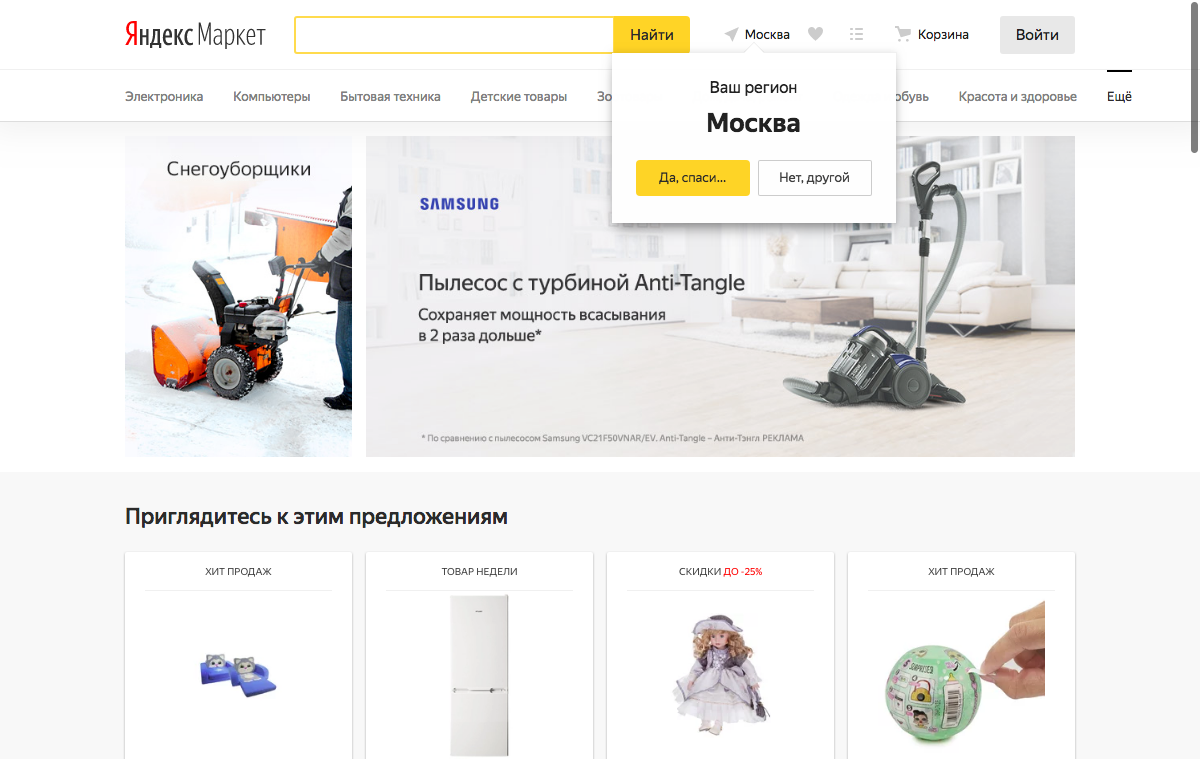 Яндекс Маркет
Найти
Москва
Корзина
Войти
Электроника
Компьютеры
Бытовая техника
Детские товары
Зо
обувь
Красота и здоровье
Ещё
Ваш регион
Москва
Да, спаси...
Нет, другой
Снегоуборщики
SAMSUNG
Пылесос с турбиной Anti-Tangle
Сохраняет мощность всасывания
в 2 раза дольше*
* По сравнению с пылесосом Samsung VC21F50VNAR/EV. Anti-Tangle – Анти-Тэнгл РЕКЛАМА
Приглядитесь к этим предложениям
ХИТ ПРОДАЖ
ТОВАР НЕДЕЛИ
СКИДКИ ДО -25%
ХИТ ПРОДАЖ